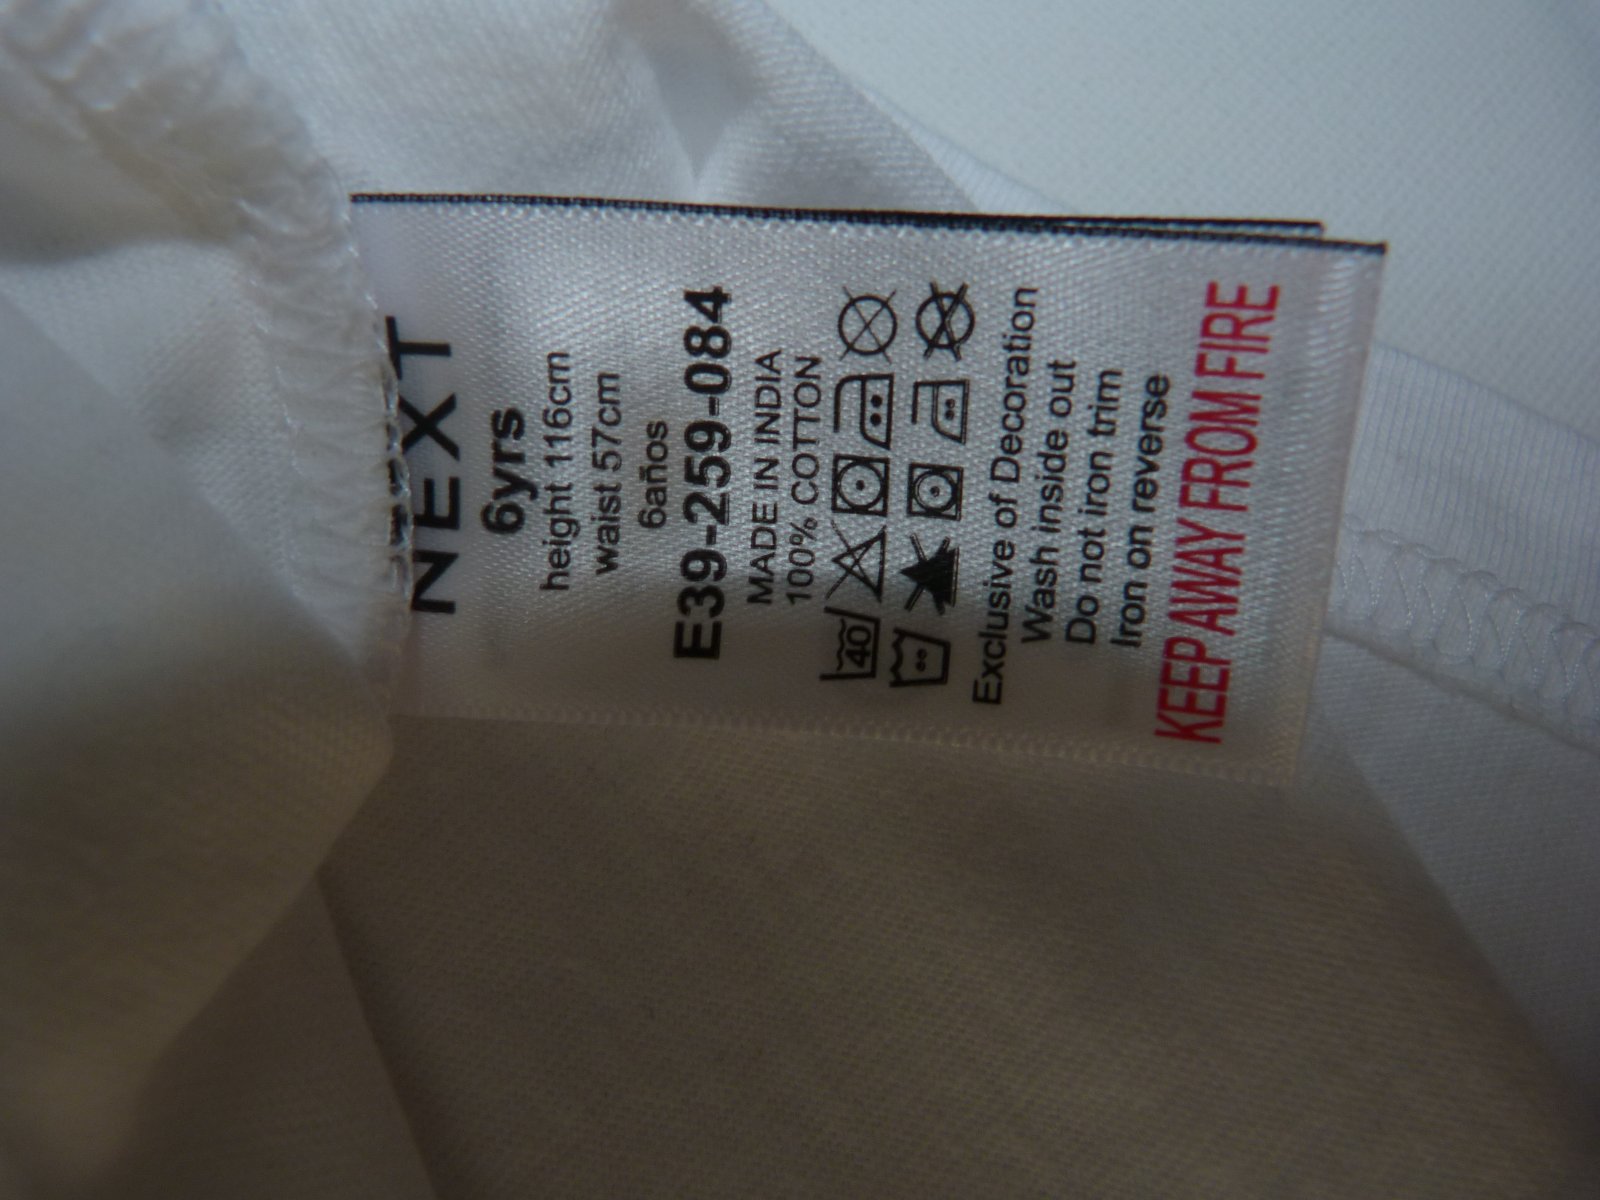 NEXT
6yrs
height 116cm
waist 57cm
6años
E39-259-084
MADE IN INDIA
100% COTTON
40
Exclusive of Decoration
Wash inside out
Do not iron trim
Iron on reverse
KEEP AWAY FROM FIRE